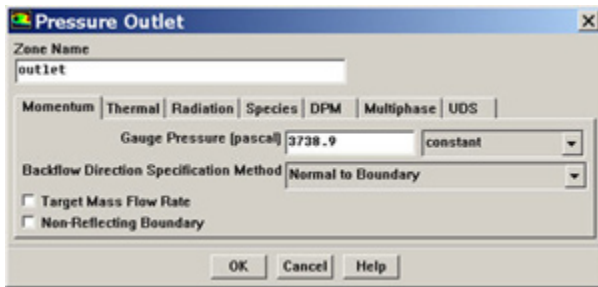 Pressure Outlet
Zone Name
outlet
Momentum Thermal Radiation Species DPM Multiphase UDS
Gauge Pressure (pascal) 3738.9 constant
Backflow Direction Specification Method Normal to Boundary
Target Mass Flow Rate
Non-Reflecting Boundary
OK Cancel Help